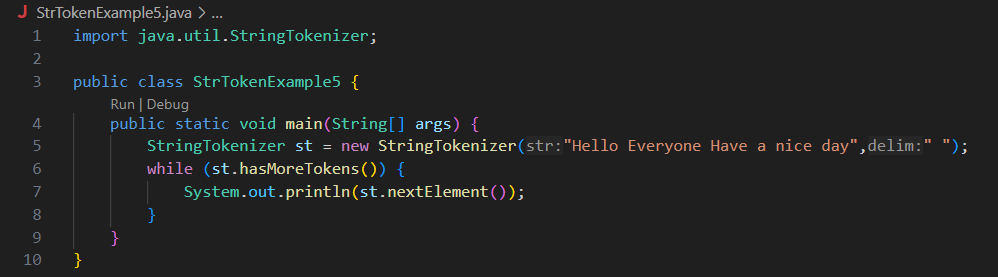 J StrTokenExample5.java > ...
1 import java.util.StringTokenizer;
2
3 public class StrTokenExample5 {
Run | Debug
4 public static void main(String[] args) {
5 StringTokenizer st = new StringTokenizer(str:"Hello Everyone Have a nice day",delim:" ");
6 while (st.hasMoreTokens()) {
7 System.out.println(st.nextElement());
8 }
9 }
10 }